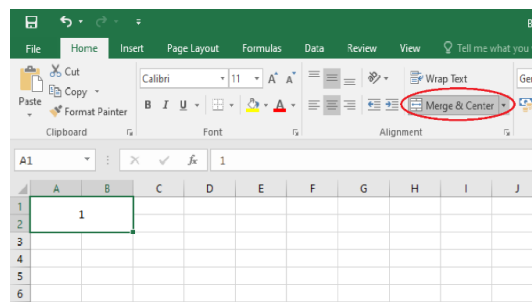 B
File Home Insert Page Layout Formulas Data Review View Tell me what you
Cut
Copy
Format Painter
Paste
Calibri 11 A A
B I U A
Wrap Text
Merge & Center
Gen
Clipboard Font Alignment
A1 fx 1
A B C D E F G H I J
1
2
1
3
4
5
6